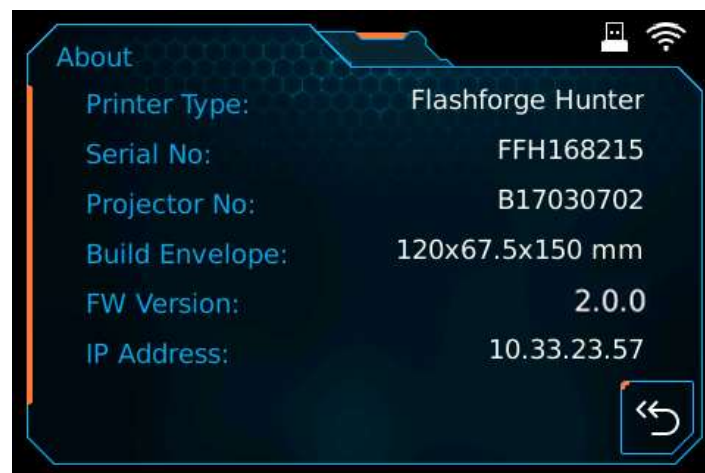 About
Printer Type: Flashforge Hunter
Serial No: FFH168215
Projector No: B17030702
Build Envelope: 120x67.5x150 mm
FW Version: 2.0.0
IP Address: 10.33.23.57